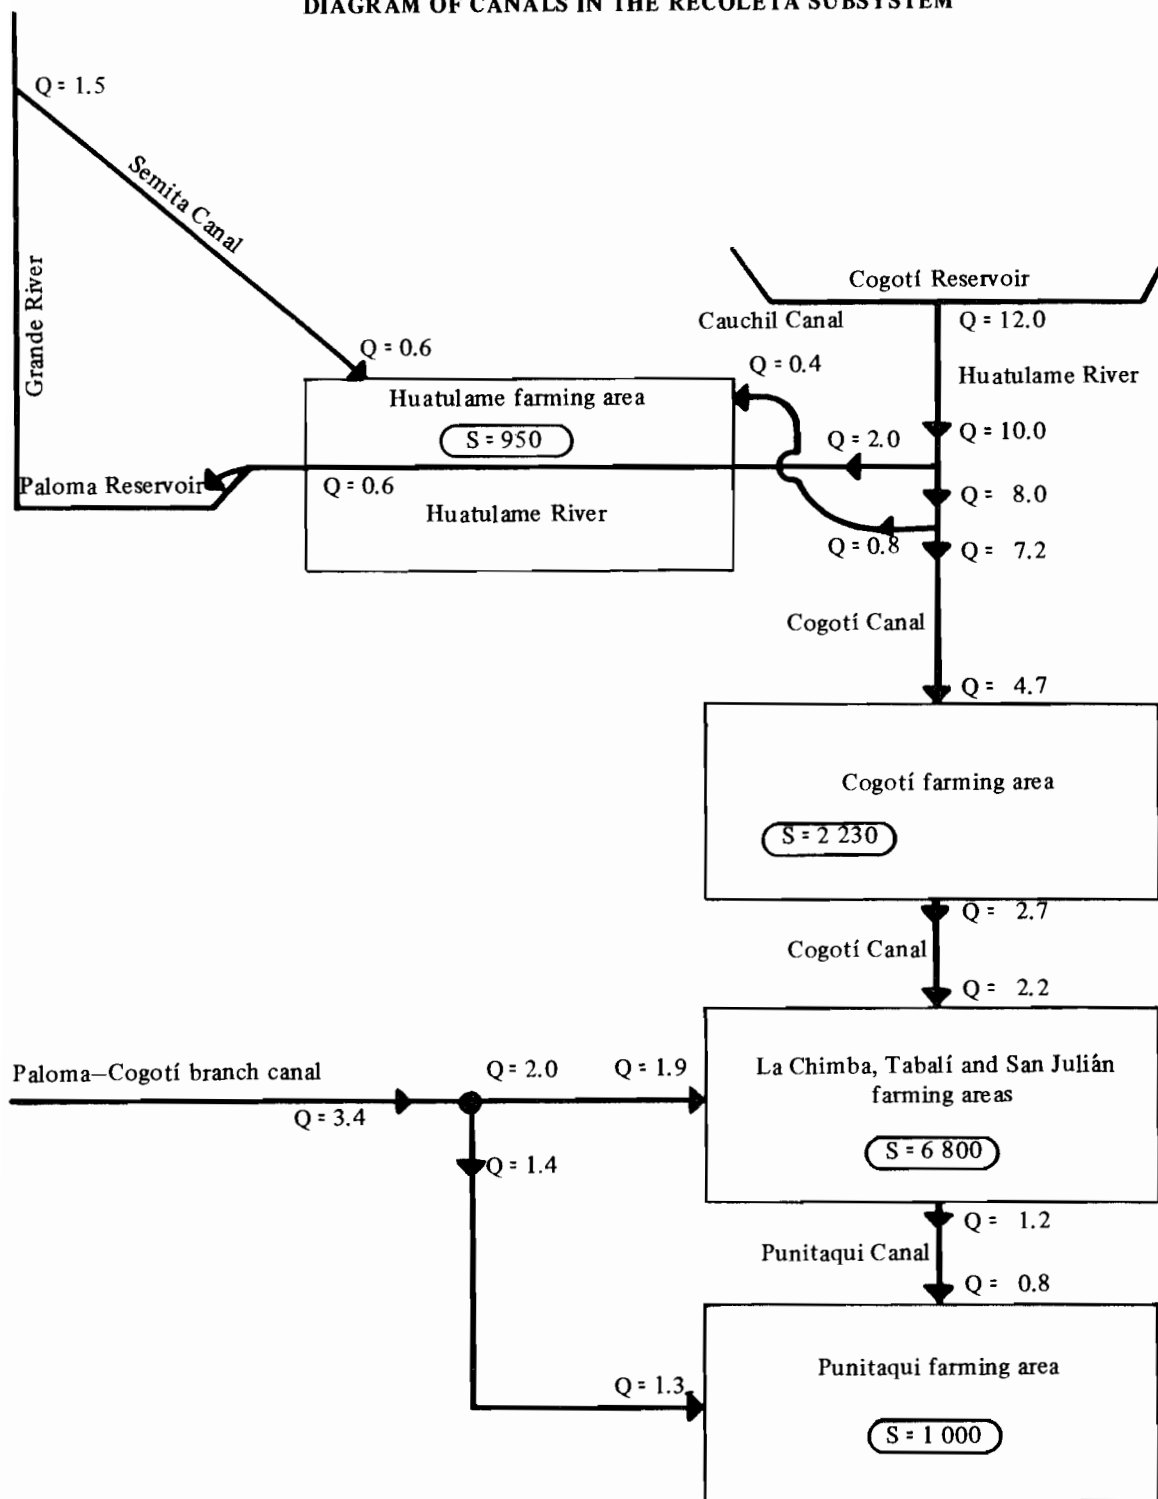 DIAGRAM OF CANALS IN THE RECOLETA SUBSYSTEM
Q = 1.5
Semita Canal
Grande River
Cogotí Reservoir
Cauchil Canal
Q = 12.0
Q = 0.6
Q = 0.4
Huatulame River
Huatulame farming area
S = 950
Q = 2.0
Q = 10.0
Paloma Reservoir
Q = 0.6
Q = 8.0
Huatulame River
Q = 0.8
Q = 7.2
Cogotí Canal
Q = 4.7
Cogotí farming area
S = 2 230
Q = 2.7
Cogotí Canal
Q = 2.2
Paloma—Cogotí branch canal
Q = 2.0
Q = 1.9
La Chimba, Tabalí and San Julián
farming areas
Q = 3.4
S = 6 800
Q = 1.4
Q = 1.2
Punitaqui Canal
Q = 0.8
Punitaqui farming area
Q = 1.3
S = 1 000